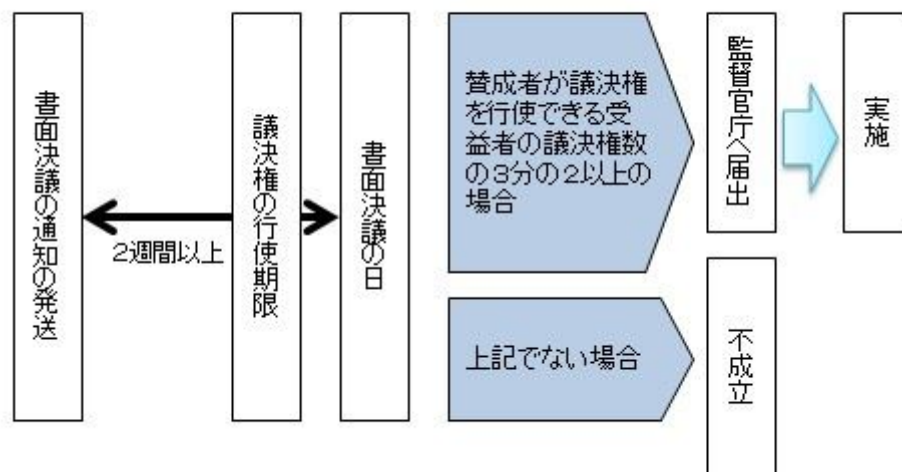 書面決議の通知の発送
2週間以上
議決権の行使期限
書面決議の日
賛成者が議決権
を行使できる受
益者の議決権数
の3分の2以上の
場合
監督官庁へ届出
実施
上記でない場合
不成立